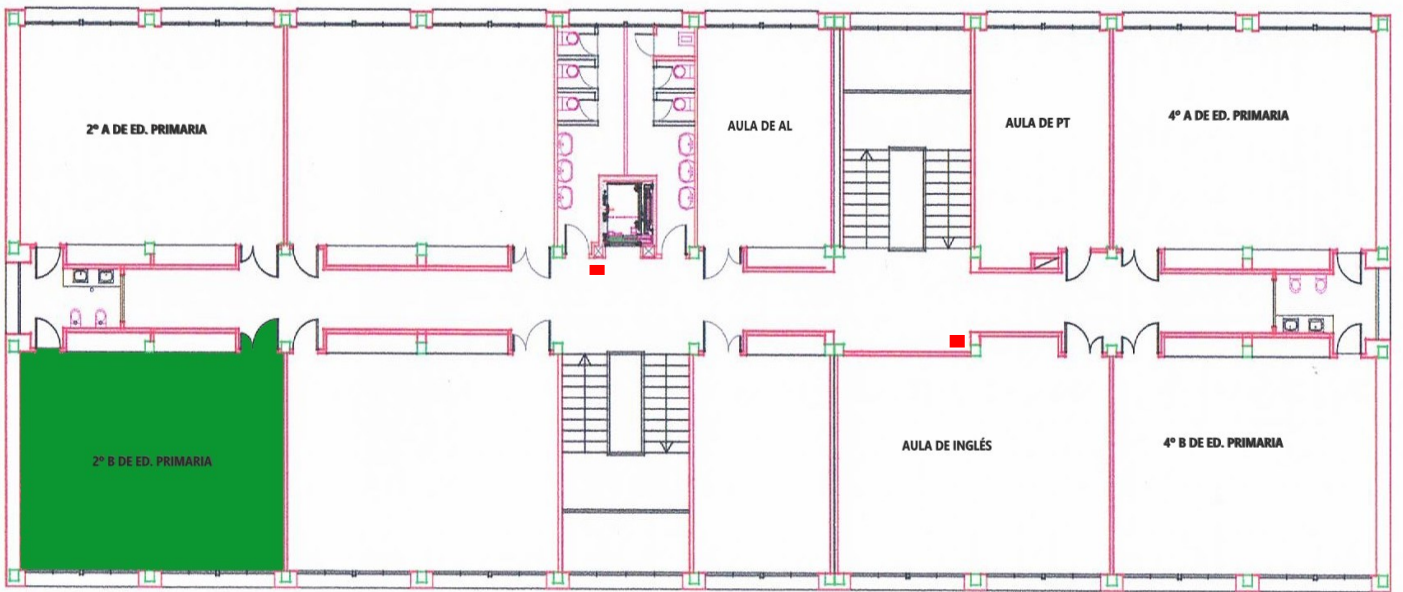 2º A DE ED. PRIMARIA
AULA DE AL
AULA DE PT
4º A DE ED. PRIMARIA
2º B DE ED. PRIMARIA
AULA DE INGLÉS
4º B DE ED. PRIMARIA